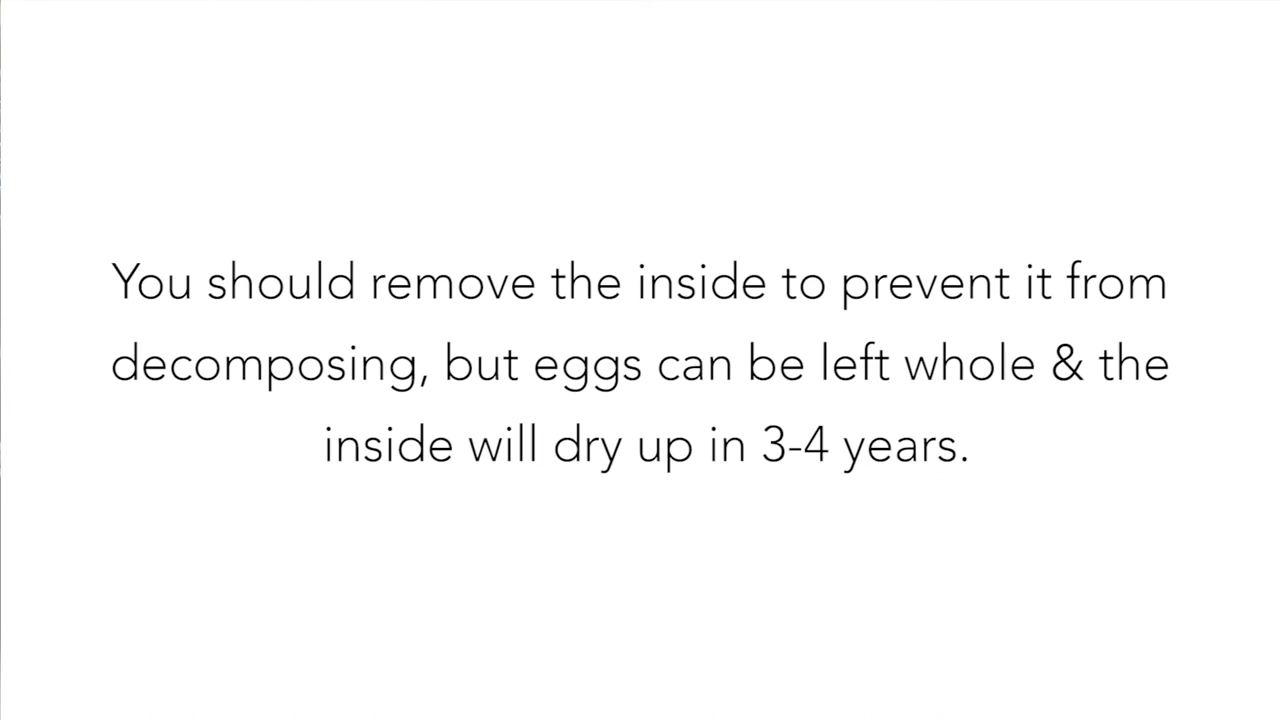 You should remove the inside to prevent it from
decomposing, but eggs can be left whole & the
inside will dry up in 3-4 years.